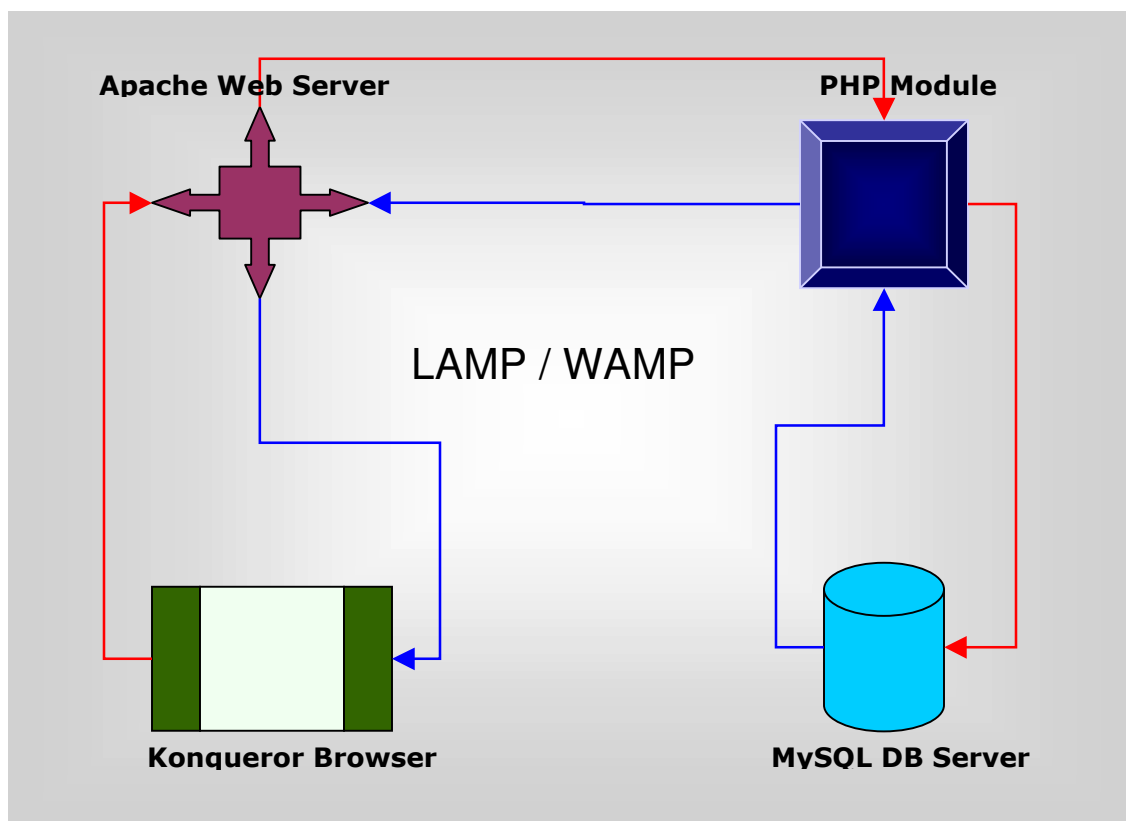 Apache Web Server
PHP Module
LAMP / WAMP
Konqueror Browser
MySQL DB Server